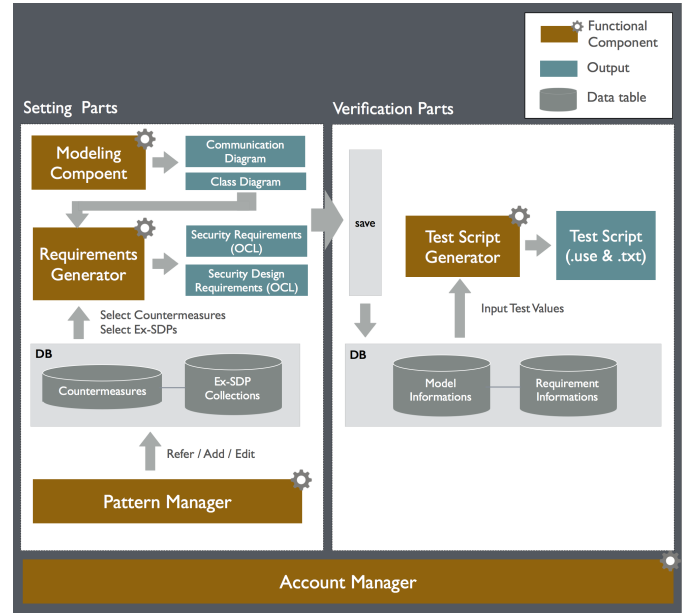 Functional
Component
Output
Data table
Setting Parts
Verification Parts
Modeling
Compoent
Communication
Diagram
Class Diagram
Requirements
Generator
Security Requirements
(OCL)
Security Design
Requirements (OCL)
Select Countermeasures
Select Ex-SDPs
DB
Countermeasures
Ex-SDP
Collections
Refer / Add / Edit
Pattern Manager
save
Test Script
Generator
Test Script
(.use & .txt)
Input Test Values
DB
Model
Informations
Requirement
Informations
Account Manager